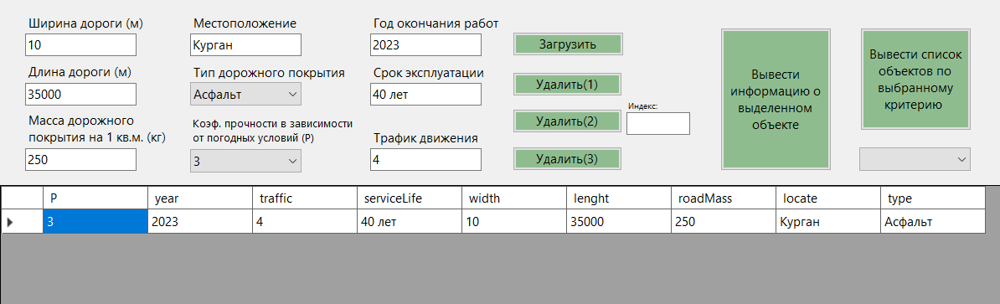 Ширина дороги (м)
10
Местоположение
Курган
Год окончания работ
2023
Загрузить
Длина дороги (м)
35000
Тип дорожного покрытия
Асфальт
Срок эксплуатации
40 лет
Удалить(1)
Масса дорожного
покрытия на 1 кв.м. (кг)
250
Коэф. прочности в зависимости
от погодных условий (P)
3
Трафик движения
4
Удалить(2)
Индекс:
Удалить(3)
Вывести
информацию о
выделенном
объекте
Вывести список
объектов по
выбранному
критерию
P year traffic serviceLife width lenght roadMass locate type
3 2023 4 40 лет 10 35000 250 Курган Асфальт